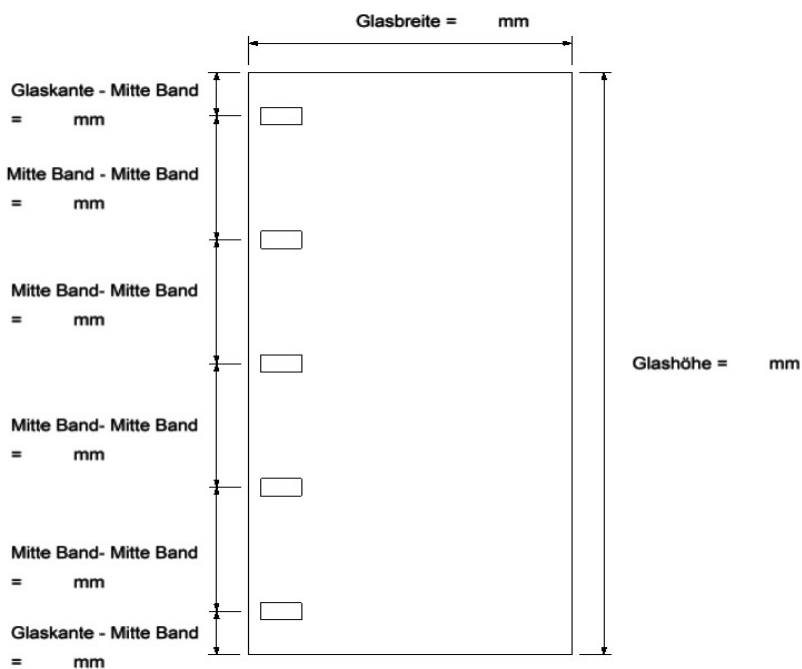 Glasbreite = mm
Glaskante - Mitte Band
= mm
Mitte Band - Mitte Band
= mm
Mitte Band- Mitte Band
= mm
Glashöhe = mm
Mitte Band- Mitte Band
= mm
Mitte Band- Mitte Band
= mm
Glaskante - Mitte Band
= mm